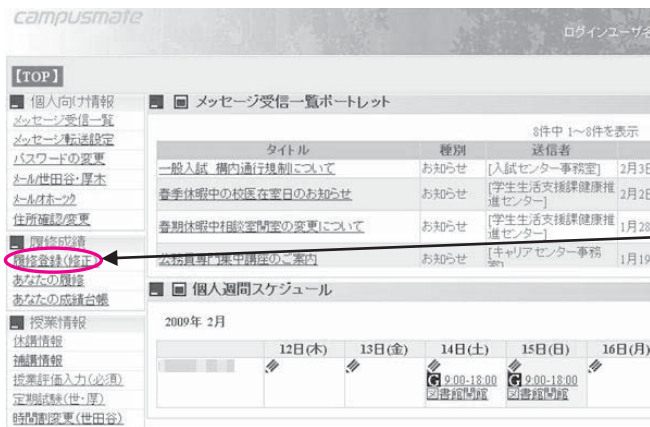 campusmate
ログインユーザ名
【TOP】
個人向け情報
メッセージ受信一覧
メッセージ転送設定
パスワードの変更
メール/世田谷・厚木
メール/オホーツク
住所確認/変更
履修成績
履修登録(修正)
あなたの履修
あなたの成績台帳
授業情報
休講情報
補講情報
授業評価入力(必須)
定期試験(世・厚)
時間割変更(世田谷)
メッセージ受信一覧ポートレット
8件中 1~8件を表示
タイトル 種別 送信者
一般入試 構内通行規制について お知らせ [入試センター事務室] 2月3日
春季休暇中の校医在室日のお知らせ お知らせ [学生生活支援課健康推進センター] 2月2日
春期休暇中相談室開室の変更について お知らせ [学生生活支援課健康推進センター] 1月28
公務員専門集中講座のご案内 お知らせ [キャリアセンター事務室] 1月19
個人週間スケジュール
2009年 2月
12日(木) 13日(金) 14日(土) 15日(日) 16日(月)
G 9:00-18:00 G 9:00-18:00
図書館開館 図書館開館